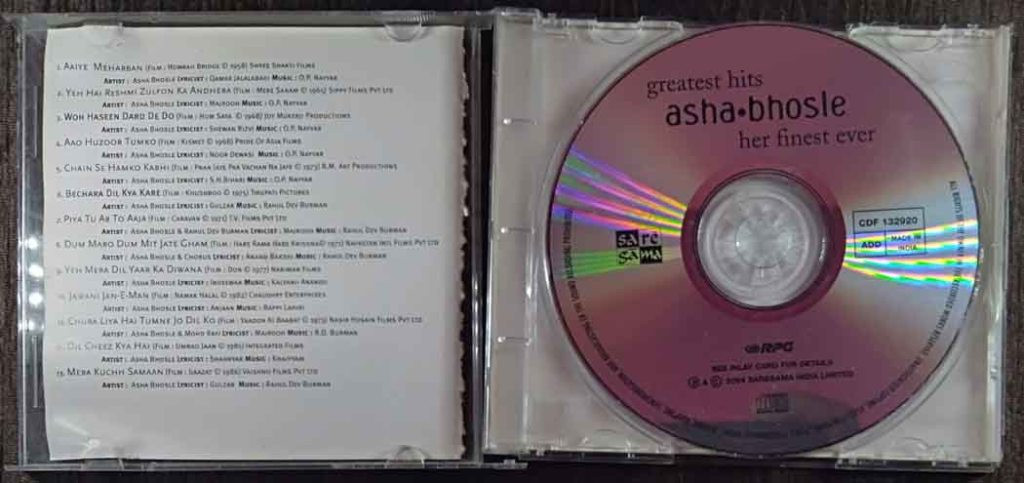 1. Aaiye Meharban (Film : Howrah Bridge © 1958) Shree Shakti Films
Artist : Asha Bhosle Lyricist : Qamar Jalalabadi Music : O.P. Nayyar
2. Yeh Hai Reshmi Zulfon Ka Andhera (Film : Mere Sanam © 1965) Sippy Films Pvt Ltd
Artist : Asha Bhosle Lyricist : Majrooh Music : O.P. Nayyar
3. Woh Haseen Dard De Do (Film : Hum Saya © 1968) Joy Mukerji Productions
Artist : Asha Bhosle Lyricist : Shewan Rizvi Music : O.P. Nayyar
4. Aao Huzoor Tumko (Film : Kismet © 1968) Pride Of Asia Films
Artist : Asha Bhosle Lyricist : Noor Dewasi Music : O.P. Nayyar
5. Chain Se Hamko Kabhi (Film : Pran Jaye Par Vachan Na Jaye © 1973) R.M. Art Productions
Artist : Asha Bhosle Lyricist : S.H.Bihari Music : O.P. Nayyar
6. Bechara Dil Kya Kare (Film : Khushboo © 1975) Tirupati Pictures
Artist : Asha Bhosle Lyricist : Gulzar Music : Rahul Dev Burman
7. Piya Tu Ab To Aaja (Film : Caravan © 1971) T.V. Films Pvt Ltd
Artist : Asha Bhosle & Rahul Dev Burman Lyricist : Majrooh Music : Rahul Dev Burman
8. Dum Maro Dum Mit Jate Gham (Film : Hare Rama Hare Krishna© 1971) Navketan Intl Films Pvt Ltd
Artist : Asha Bhosle & Chorus Lyricist : Anand Bakshi Music : Rahul Dev Burman
9. Yeh Mera Dil Yaar Ka Diwana (Film : Don © 1977) Nariman Films
Artist : Asha Bhosle Lyricist : Indeewar Music : Kalyanji Anandji
10. Jawani Jan-E-Man (Film : Namak Halal © 1982) Chaudhry Enterprises
Artist : Asha Bhosle Lyricist : Anjaan Music : Bappi Lahiri
11. Chura Liya Hai Tumne Jo Dil Ko (Film : Yaadon Ki Baarat © 1973) Nasir Husain Films Pvt Ltd
Artist : Asha Bhosle & Mohd Rafi Lyricist : Majrooh Music : R.D. Burman
12. Dil Cheez Kya Hai (Film : Umrao Jaan © 1981) Integrated Films
Artist : Asha Bhosle Lyricist : Shahryar Music : Khaiyyam
13. Mera Kuchh Samaan (Film : Ijaazat © 1986) Vaishno Films Pvt Ltd
Artist : Asha Bhosle Lyricist : Gulzar Music : Rahul Dev Burman
greatest hits
asha•bhosle
her finest ever
sa re
ga ma
CDF 132920
ADD MADE IN INDIA
RPG
SEE INLAY CARD FOR DETAILS
℗ & © 2004 SAREGAMA INDIA LIMITED